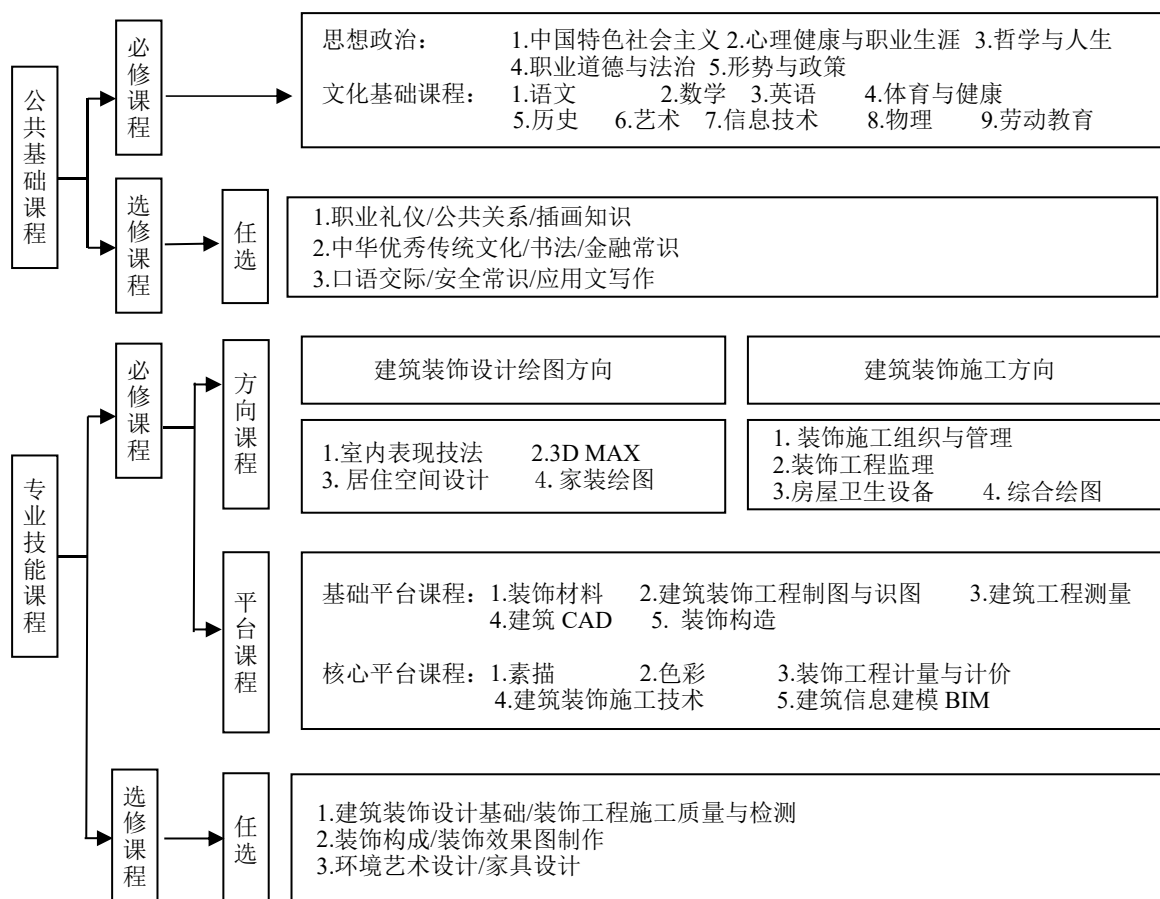 公共基础课程
必修课程
思想政治： 1.中国特色社会主义 2.心理健康与职业生涯 3.哲学与人生
4.职业道德与法治 5.形势与政策
文化基础课程： 1.语文 2.数学 3.英语 4.体育与健康
5.历史 6.艺术 7.信息技术 8.物理 9.劳动教育
选修课程
任选
1.职业礼仪/公共关系/插画知识
2.中华优秀传统文化/书法/金融常识
3.口语交际/安全常识/应用文写作
专业技能课程
必修课程
方向课程
建筑装饰设计绘图方向
建筑装饰施工方向
1.室内表现技法 2.3D MAX
3. 居住空间设计 4. 家装绘图
1. 装饰施工组织与管理
2.装饰工程监理
3.房屋卫生设备 4. 综合绘图
平台课程
基础平台课程：1.装饰材料 2.建筑装饰工程制图与识图 3.建筑工程测量
4.建筑 CAD 5. 装饰构造
核心平台课程：1.素描 2.色彩 3.装饰工程计量与计价
4.建筑装饰施工技术 5.建筑信息建模 BIM
选修课程
任选
1.建筑装饰设计基础/装饰工程施工质量与检测
2.装饰构成/装饰效果图制作
3.环境艺术设计/家具设计